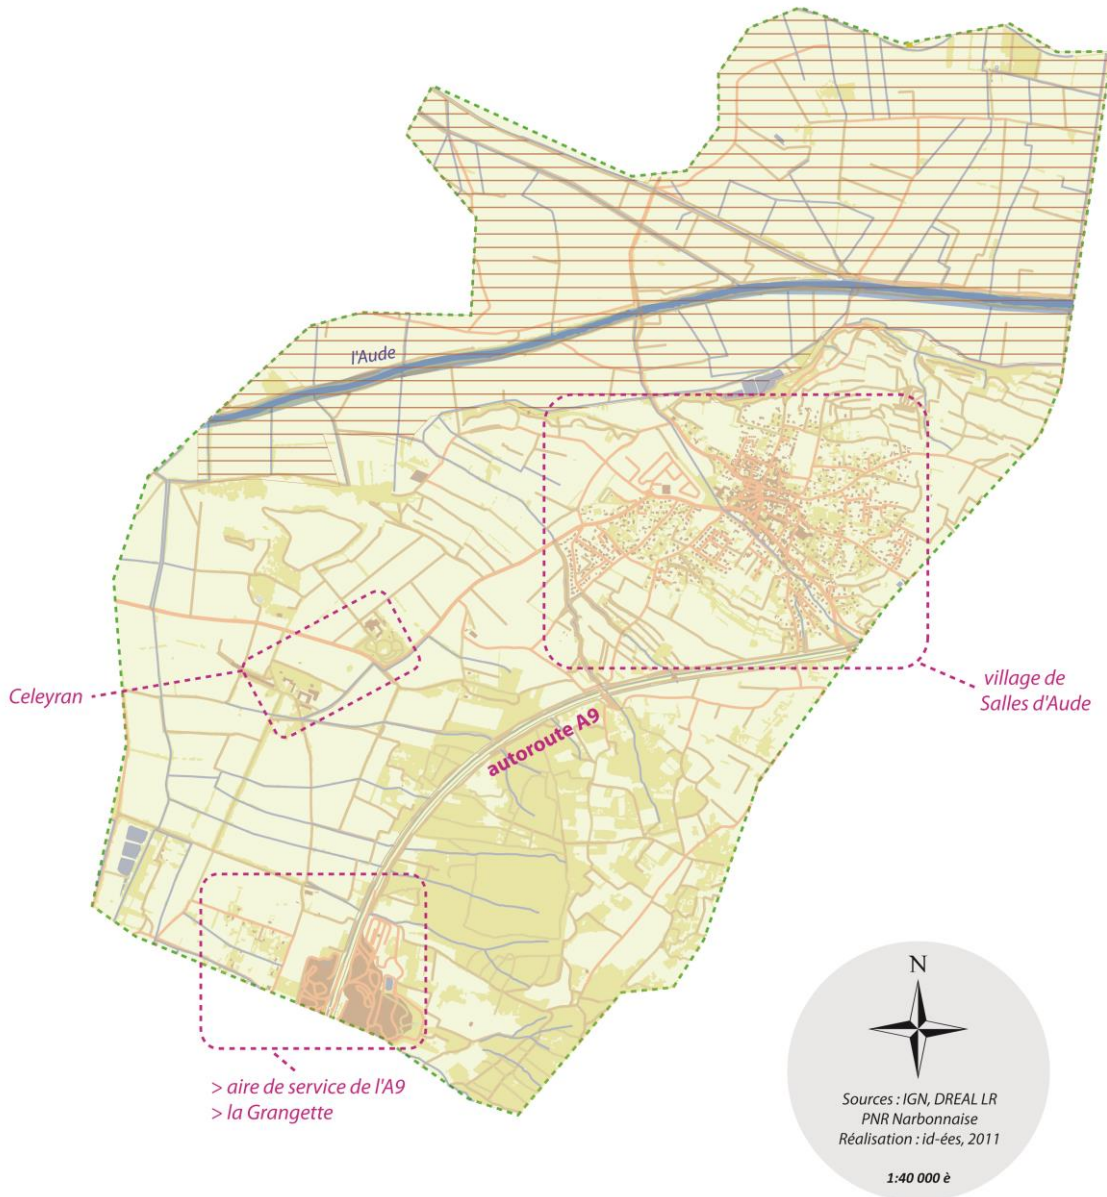 l'Aude
Celeyran
autoroute A9
village de
Salles d'Aude
> aire de service de l'A9
> la Grangette
N
Sources : IGN, DREAL LR
PNR Narbonnaise
Réalisation : id-ées, 2011
1:40 000 è